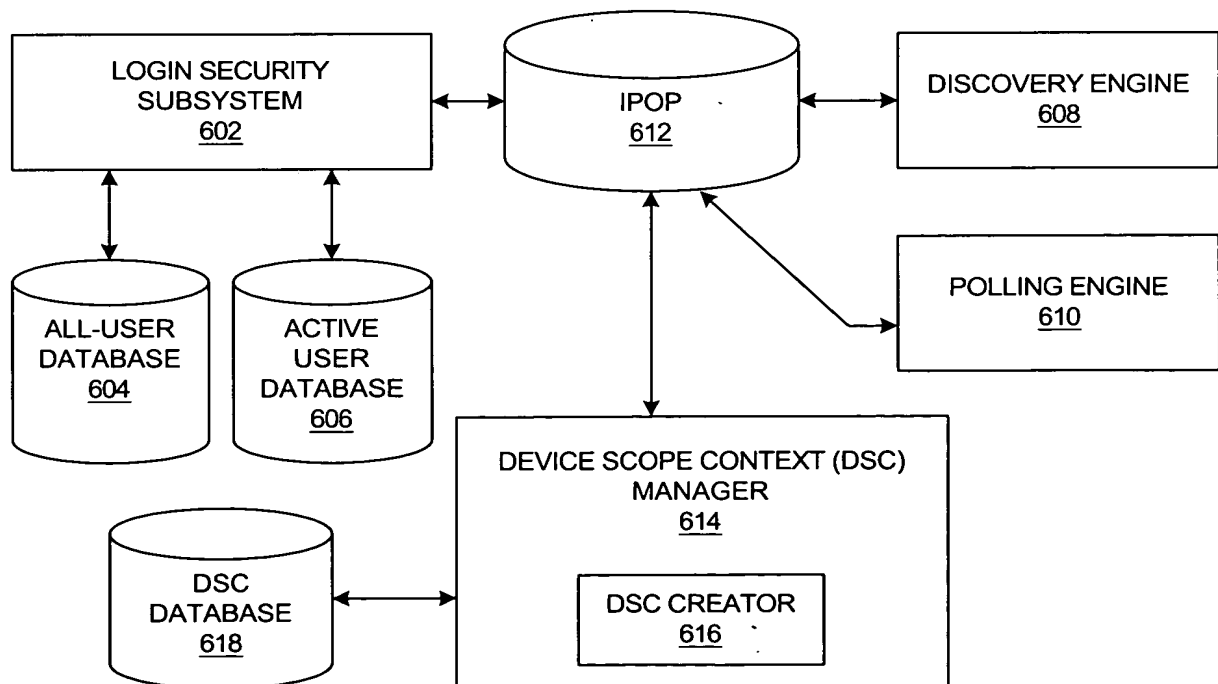 LOGIN SECURITY
SUBSYSTEM
602
IPOP
612
DISCOVERY ENGINE
608
POLLING ENGINE
610
ALL-USER
DATABASE
604
ACTIVE
USER
DATABASE
606
DEVICE SCOPE CONTEXT (DSC)
MANAGER
614
DSC CREATOR
616
DSC
DATABASE
618